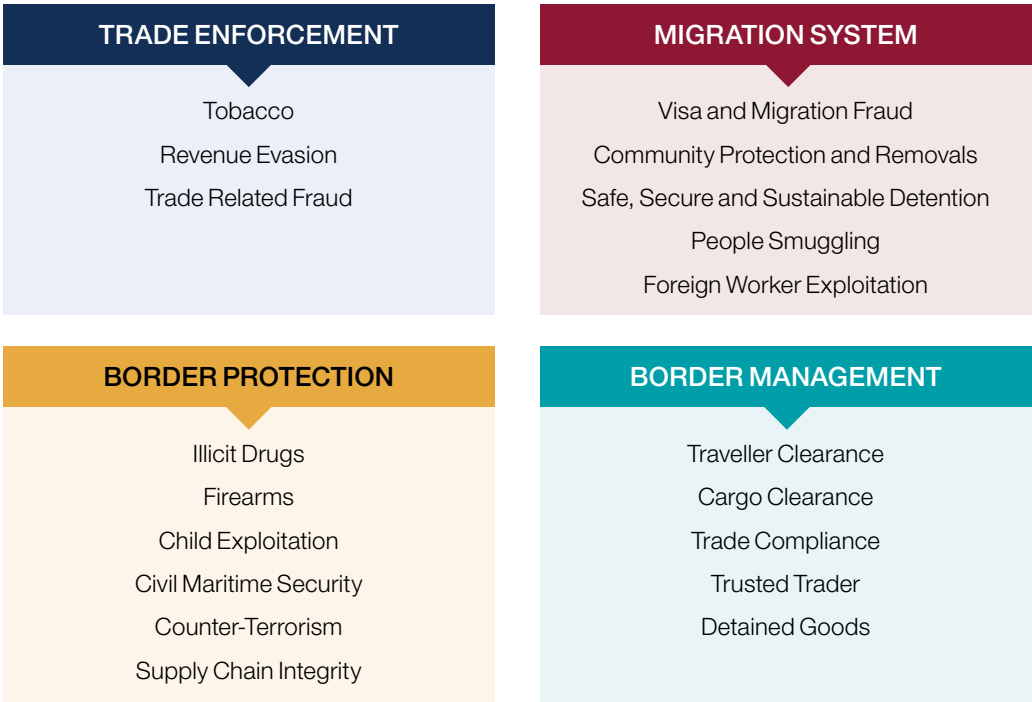 TRADE ENFORCEMENT
Tobacco
Revenue Evasion
Trade Related Fraud
MIGRATION SYSTEM
Visa and Migration Fraud
Community Protection and Removals
Safe, Secure and Sustainable Detention
People Smuggling
Foreign Worker Exploitation
BORDER PROTECTION
Illicit Drugs
Firearms
Child Exploitation
Civil Maritime Security
Counter-Terrorism
Supply Chain Integrity
BORDER MANAGEMENT
Traveller Clearance
Cargo Clearance
Trade Compliance
Trusted Trader
Detained Goods